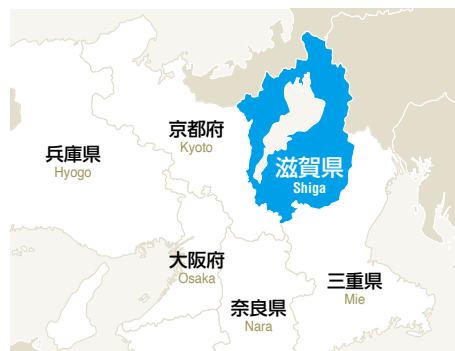 京都府
Kyoto
兵庫県
Hyogo
滋賀県
Shiga
大阪府
Osaka
三重県
Mie
奈良県
Nara